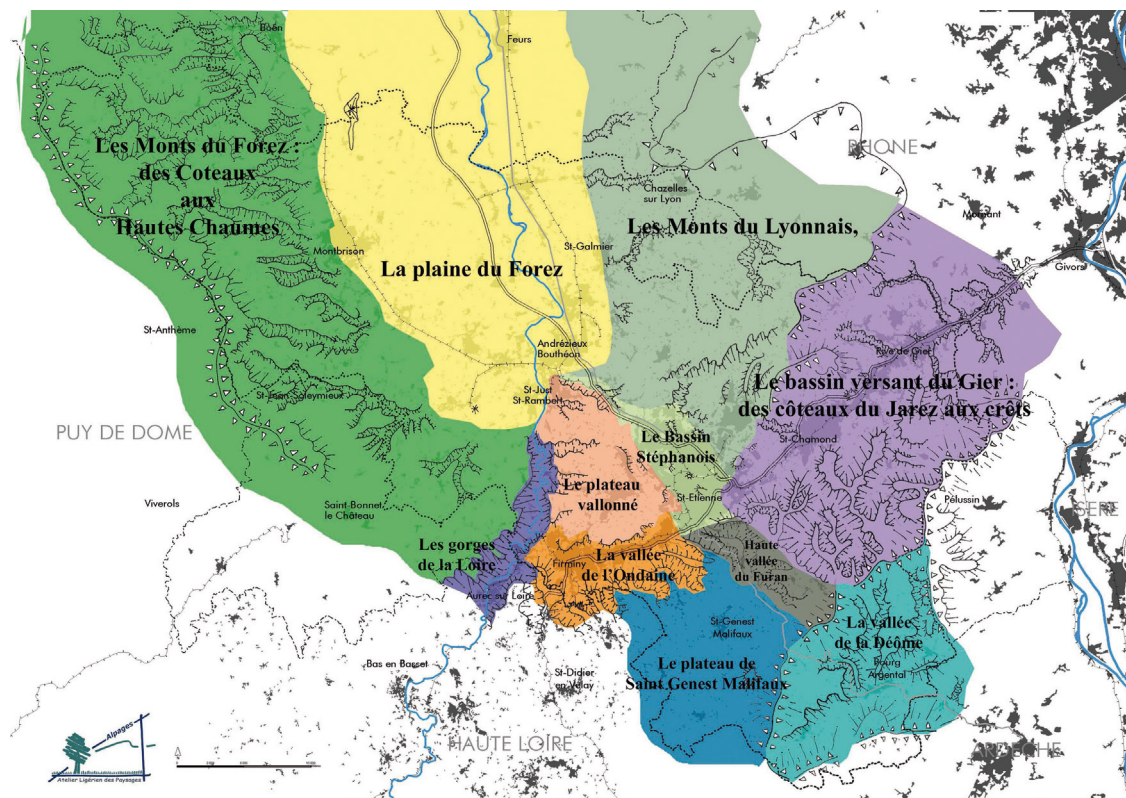 Boën
Feurs
Les Monts du Forez :
des Coteaux
aux
Hautes Chaumes
RHONE
Chazelles
sur Lyon
Mornant
Les Monts du Lyonnais,
Montbrison
St-Galmier
La plaine du Forez
Givors
St-Anthème
Andrézieux
Bouthéon
Rive de Gier
St-Jean-Soleymieux
St-Just
St-Rambert
Le bassin versant du Gier :
des côteaux du Jarez aux crêts
PUY DE DOME
Le Bassin
Stéphanois
St-Chamond
Viverols
Saint-Bonnet
le Château
Le plateau
vallonné
St-Etienne
Pélussin
ISERE
Les gorges
de la Loire
La vallée
de l'Ondaine
Firminy
Haute
vallée
du Furan
Aurec sur Loire
St-Genest
Malifaux
La vallée
de la Déôme
Bourg
Argental
Bas en Basset
St-Didier
en Velay
Le plateau de
Saint Genest Malifaux
HAUTE LOIRE
ARDECHE
Alpages
Atelier Ligérien des Paysages